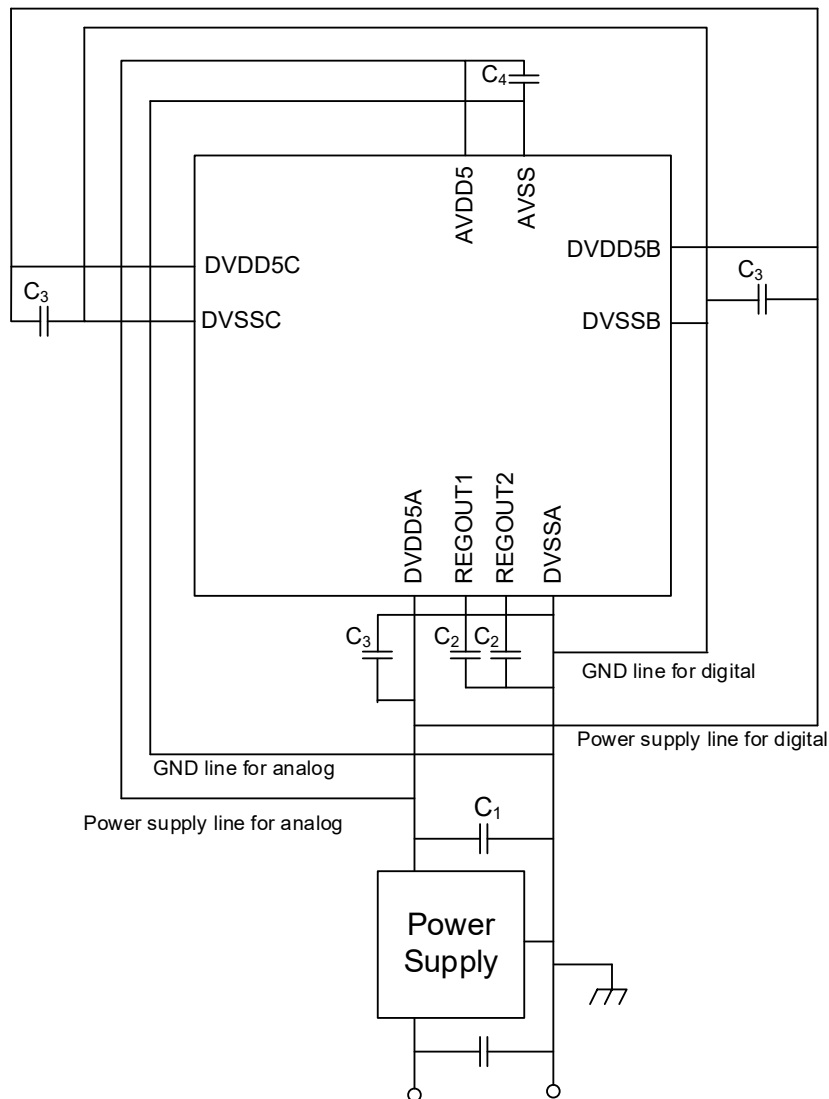 C4
AVDD5
AVSS
DVDD5C
DVDD5B
C3
C3
DVSSC
DVSSB
DVDD5A
REGOUT1
REGOUT2
DVSSA
C3
C2
C2
GND line for digital
Power supply line for digital
GND line for analog
Power supply line for analog
C1
Power
Supply